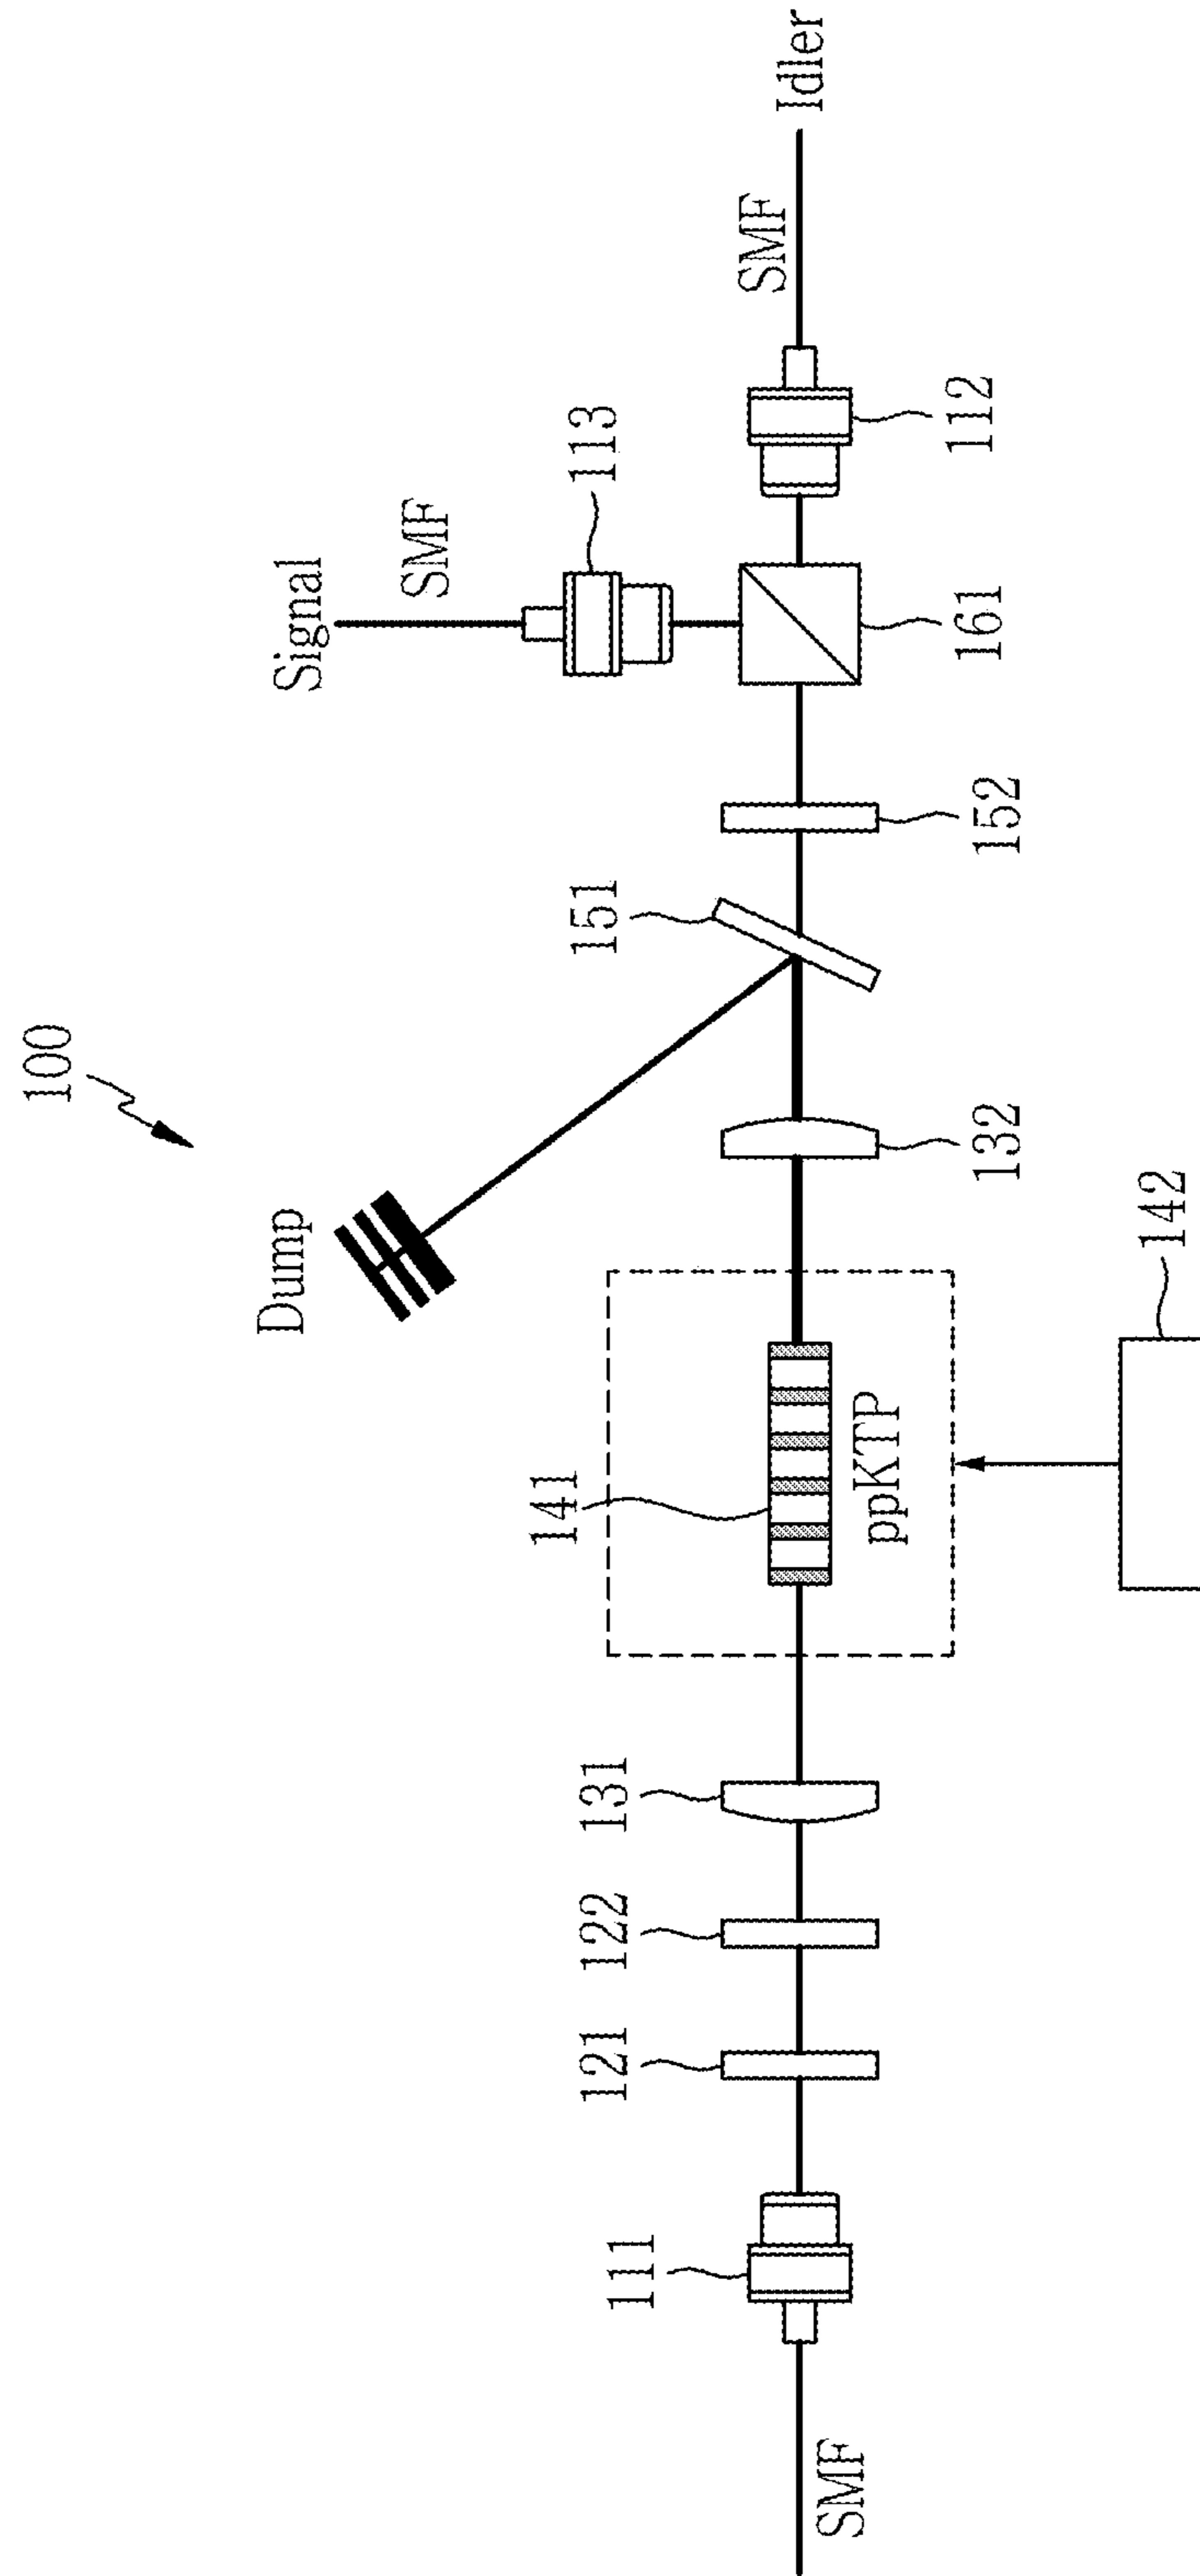 100
Dump
Signal
SMF
113
151
141
131
122
121
111
SMF
ppKTP
142
132
152
161
112
SMF
Idler